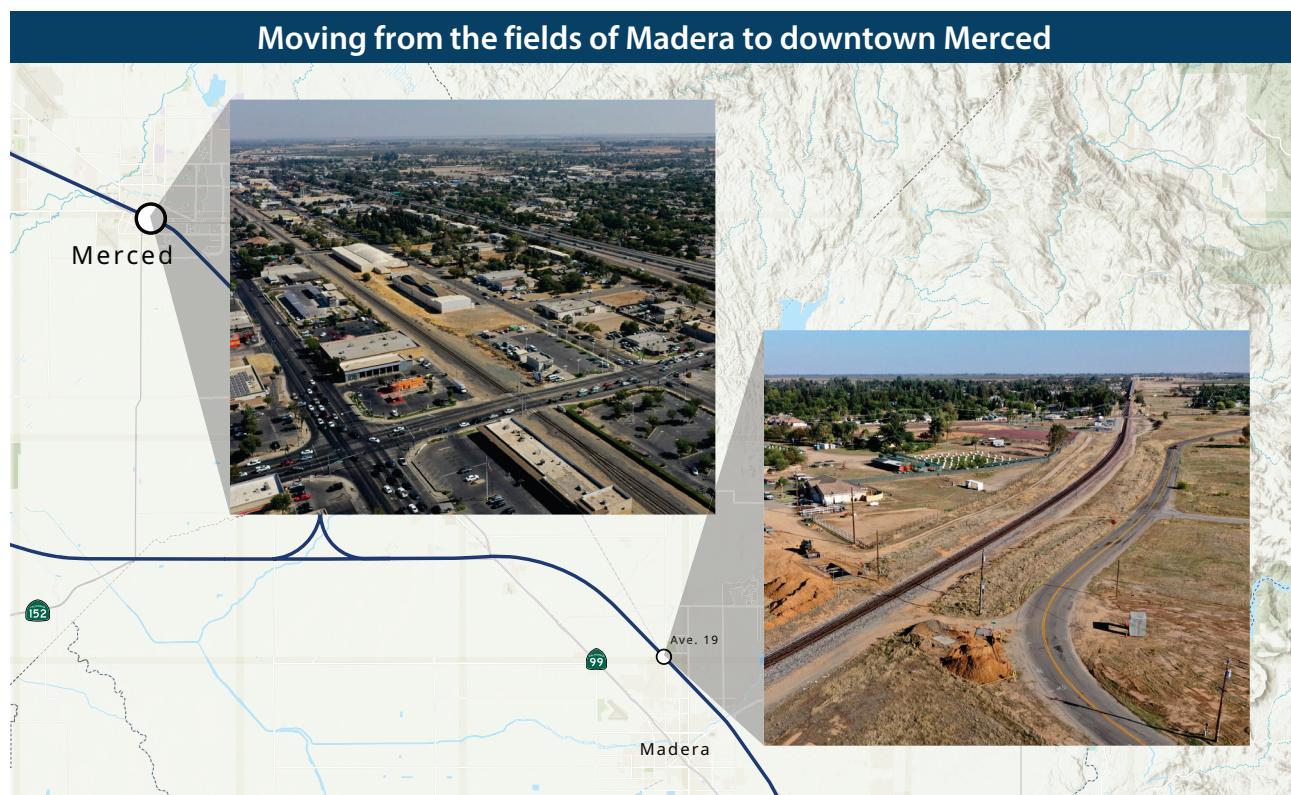 Moving from the fields of Madera to downtown Merced
Merced
152
Ave. 19
99
Madera